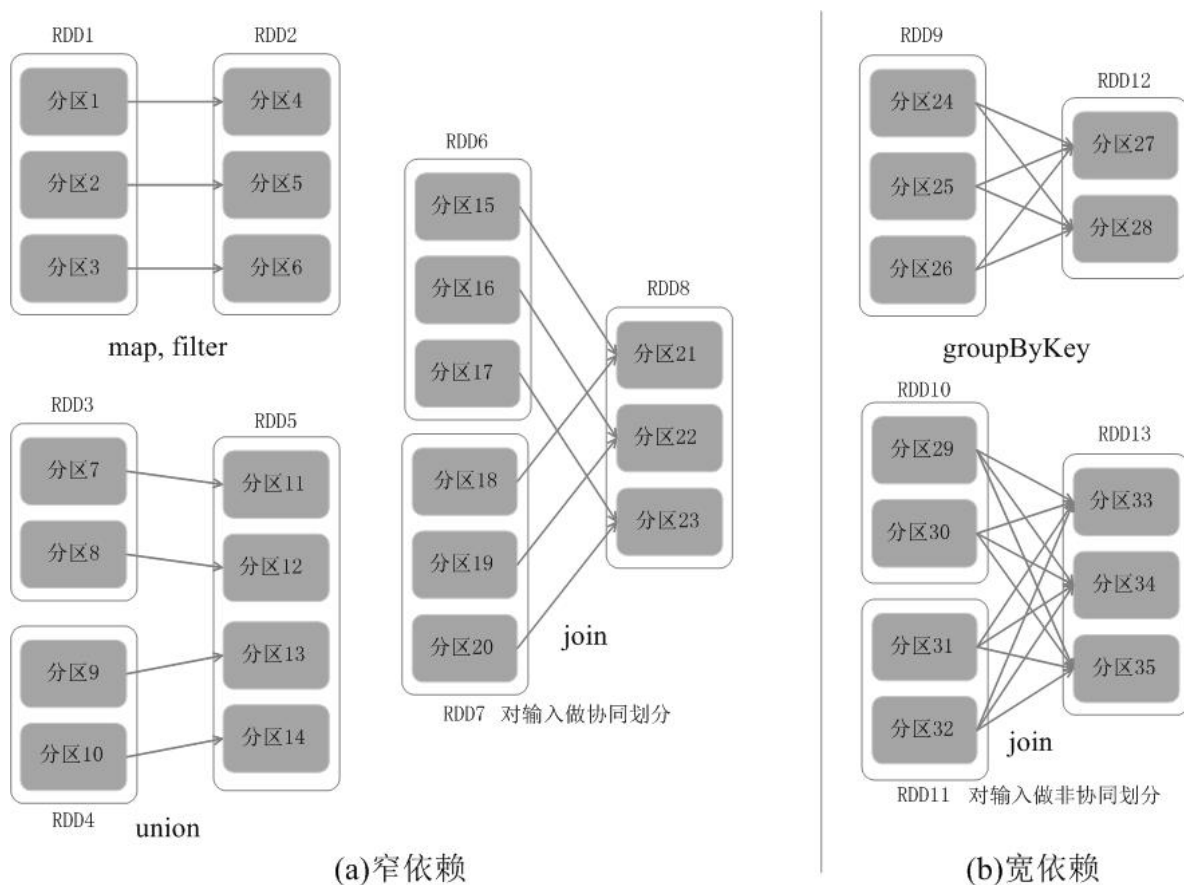 RDD1
RDD2
分区1
分区4
分区2
分区5
分区3
分区6
map, filter
RDD3
RDD5
分区7
分区11
分区8
分区12
分区9
分区13
分区10
分区14
RDD4
union
RDD6
分区15
分区16
分区17
RDD8
分区21
分区22
分区23
分区18
分区19
分区20
join
RDD7 对输入做协同划分
(a)窄依赖
RDD9
RDD12
分区24
分区27
分区25
分区28
分区26
groupByKey
RDD10
RDD13
分区29
分区33
分区30
分区34
分区31
分区35
分区32
join
RDD11 对输入做非协同划分
(b)宽依赖